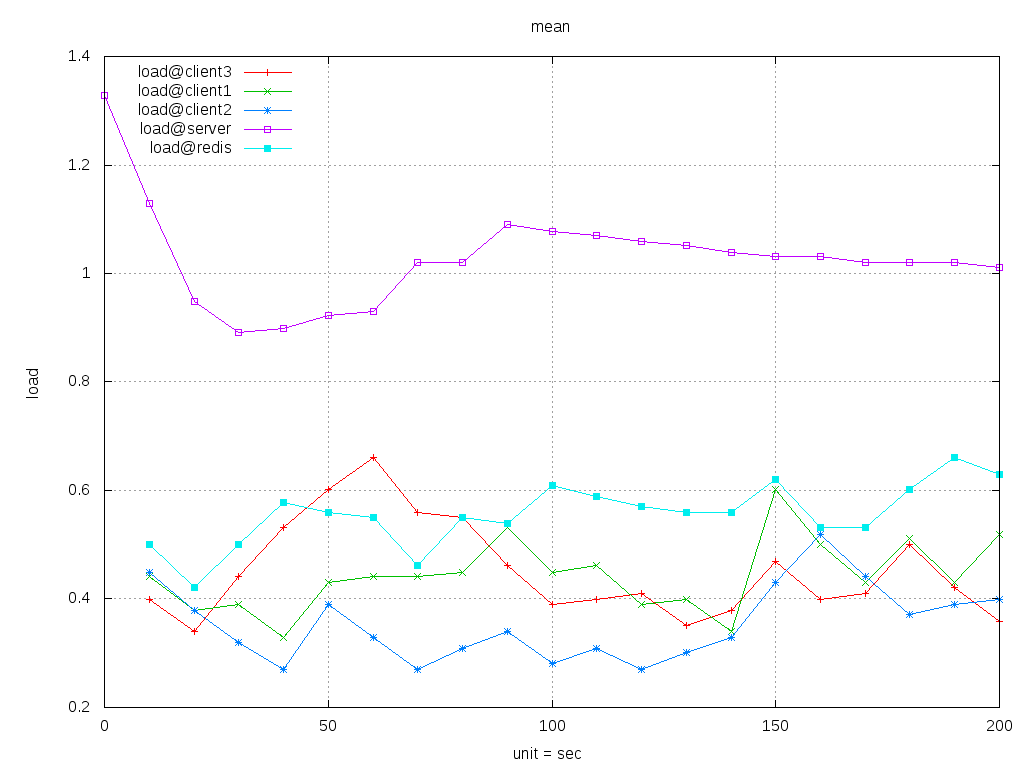 mean
1.4
1.2
1
0.8
0.6
0.4
0.2
load
load@client3
load@client1
load@client2
load@server
load@redis
0 50 100 150 200
unit = sec